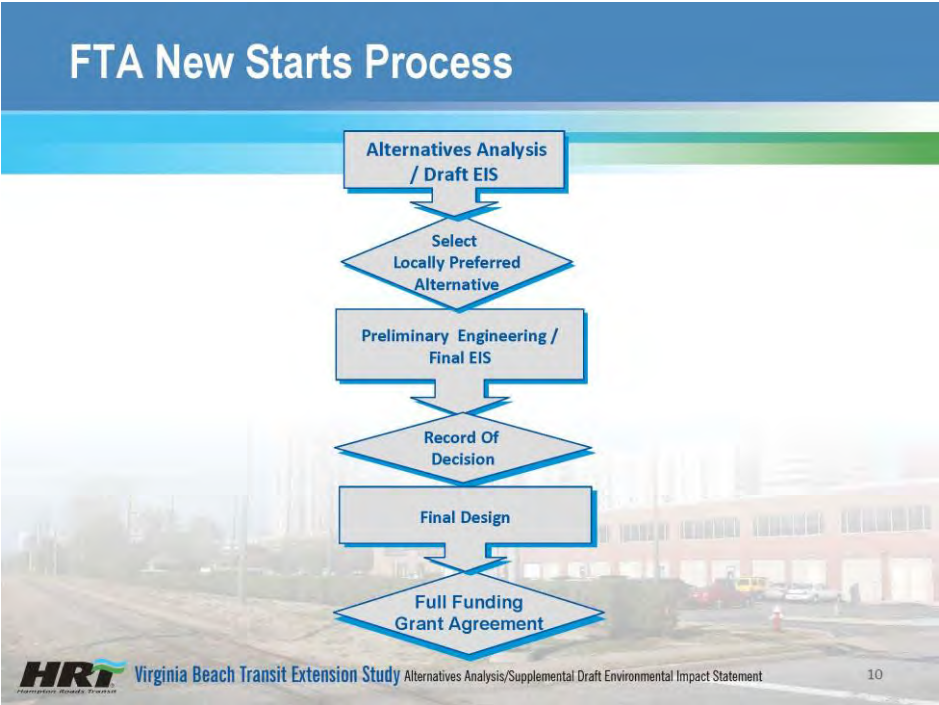 FTA New Starts Process
Alternatives Analysis
/ Draft EIS
Select
Locally Preferred
Alternative
Preliminary Engineering /
Final EIS
Record Of
Decision
Final Design
Full Funding
Grant Agreement
HRT
Hampton Roads Transit
Virginia Beach Transit Extension Study Alternatives Analysis/Supplemental Draft Environmental Impact Statement
10